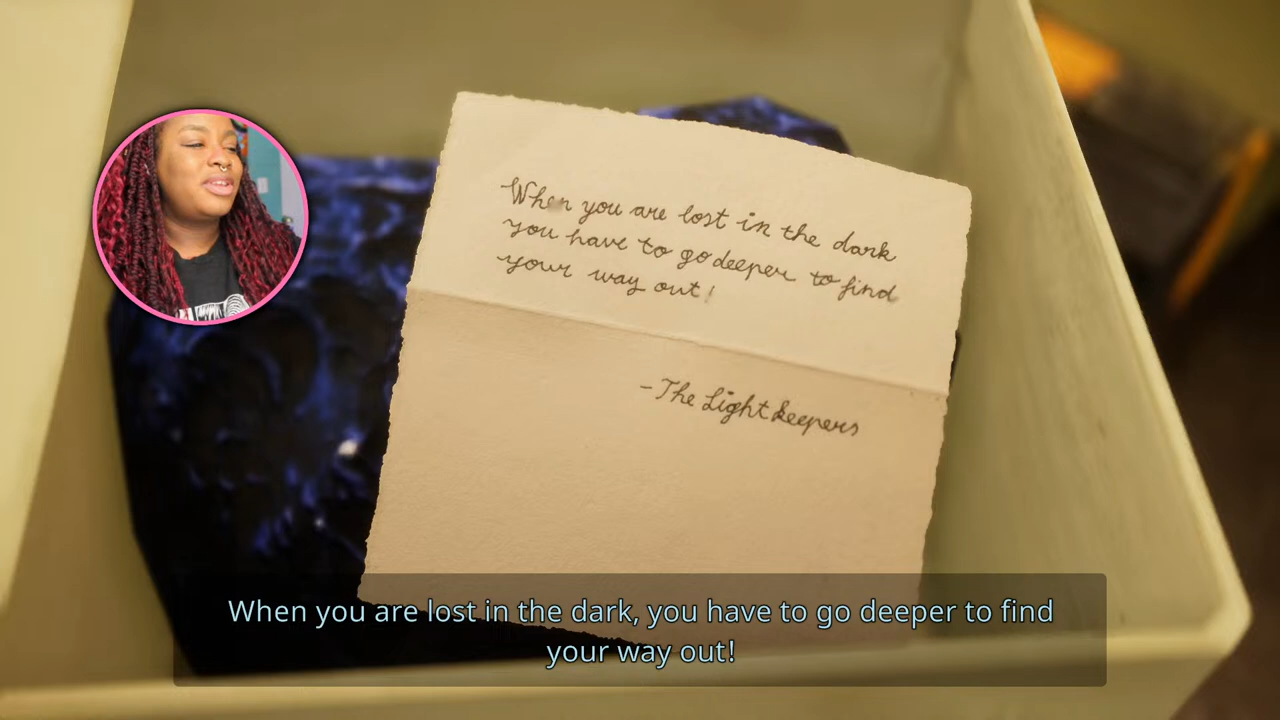 When you are lost in the dark
you have to go deeper to find
your way out!
-The Light keepers
When you are lost in the dark, you have to go deeper to find
your way out!